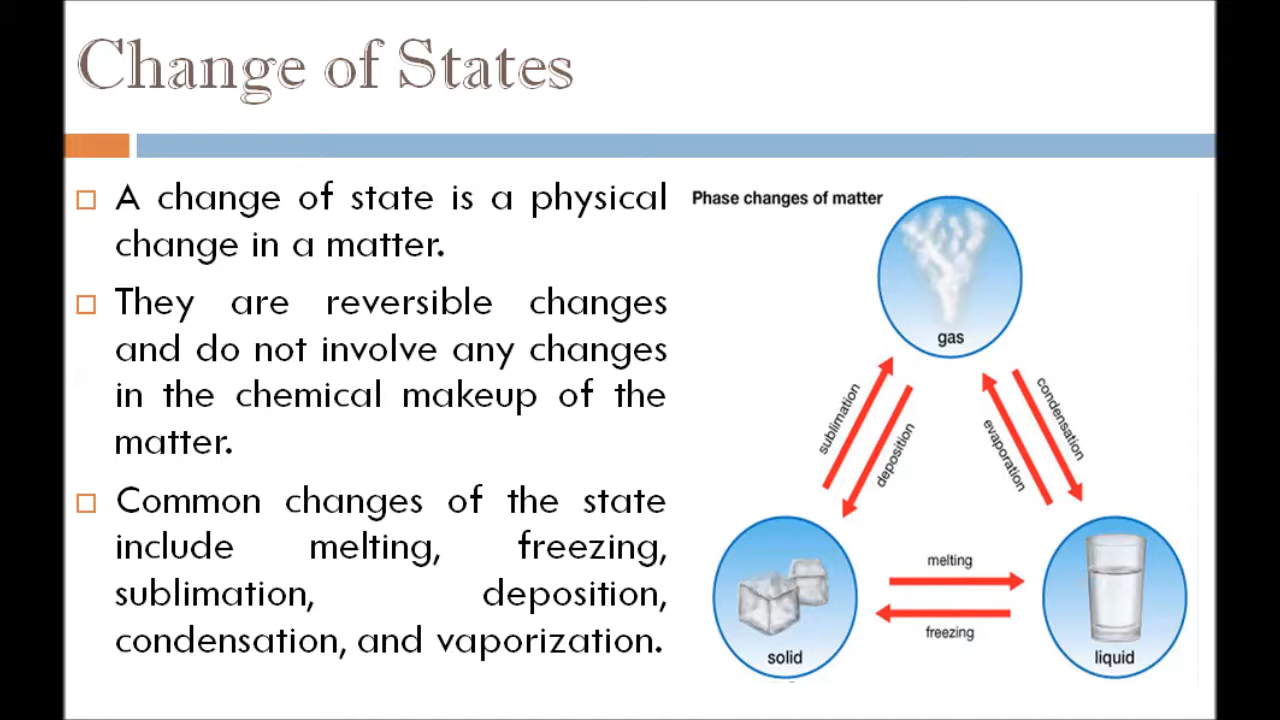 Change of States
A change of state is a physical
change in a matter.
They are reversible changes
and do not involve any changes
in the chemical makeup of the
matter.
Common changes of the state
include melting, freezing,
sublimation, deposition,
condensation, and vaporization.
Phase changes of matter
gas
sublimation
deposition
evaporation
condensation
melting
freezing
solid
liquid